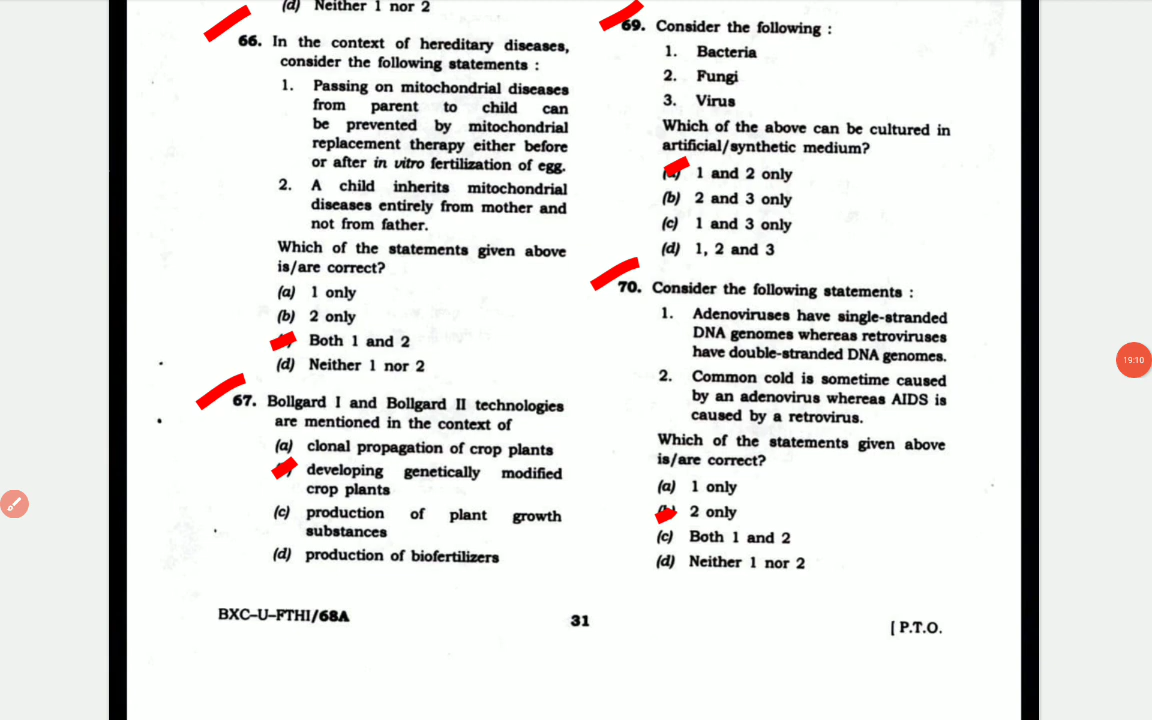 (d) Neither 1 nor 2
66. In the context of hereditary diseases,
consider the following statements :
1. Passing on mitochondrial diseases
from parent to child can
be prevented by mitochondrial
replacement therapy either before
or after in vitro fertilization of egg.
2. A child inherits mitochondrial
diseases entirely from mother and
not from father.
Which of the statements given above
is/are correct?
(a) 1 only
(b) 2 only
Both 1 and 2
(d) Neither 1 nor 2
67. Bollgard I and Bollgard II technologies
are mentioned in the context of
(a) clonal propagation of crop plants
developing genetically modified
crop plants
(c) production of plant growth
substances
(d) production of biofertilizers
69. Consider the following :
1. Bacteria
2. Fungi
3. Virus
Which of the above can be cultured in
artificial/synthetic medium?
1 and 2 only
(b) 2 and 3 only
(c) 1 and 3 only
(d) 1, 2 and 3
70. Consider the following statements :
1. Adenoviruses have single-stranded
DNA genomes whereas retroviruses
have double-stranded DNA genomes.
2. Common cold is sometime caused
by an adenovirus whereas AIDS is
caused by a retrovirus.
Which of the statements given above
is/are correct?
(a) 1 only
2 only
(c) Both 1 and 2
(d) Neither 1 nor 2
BXC–U–FTHI/68A
31
[ P.T.O.
19:10